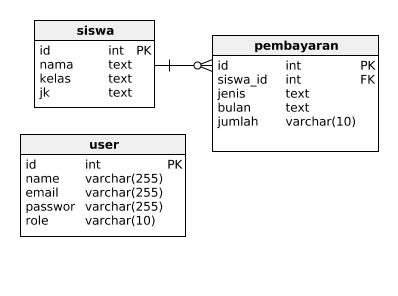 siswa
id int PK
nama text
kelas text
jk text
pembayaran
id int PK
siswa_id int FK
jenis text
bulan text
jumlah varchar(10)
user
id int PK
name varchar(255)
email varchar(255)
passwor varchar(255)
role varchar(10)